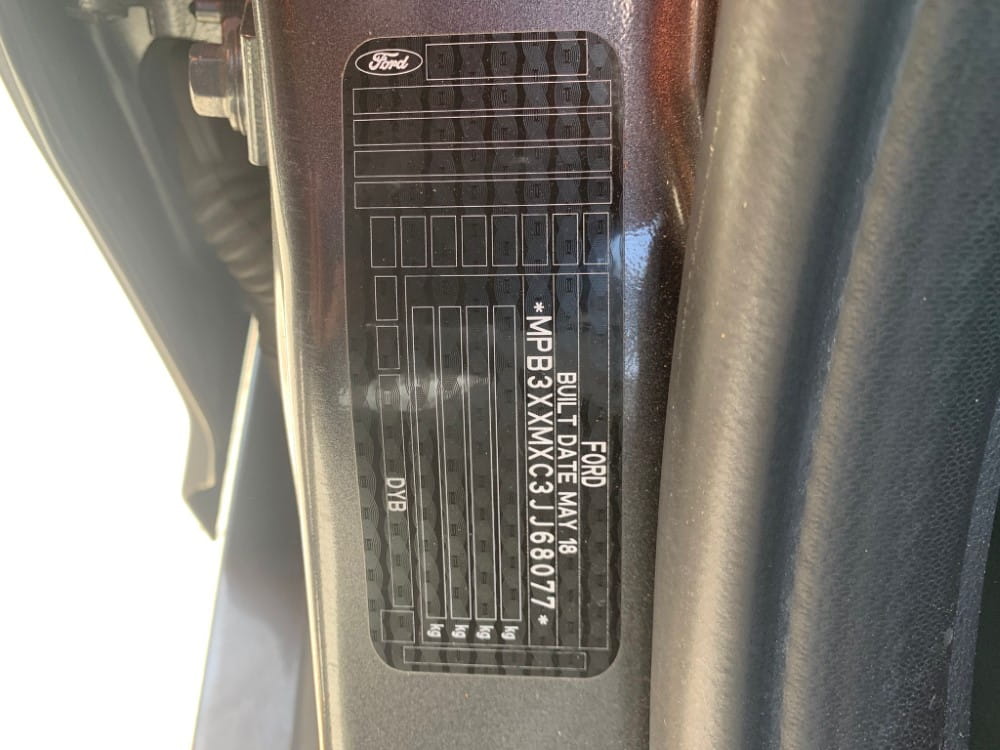 Ford
FORD
BUILT DATE MAY 18
*MPB3XXMXC3JJ68077*
kg
kg
kg
kg
DYB